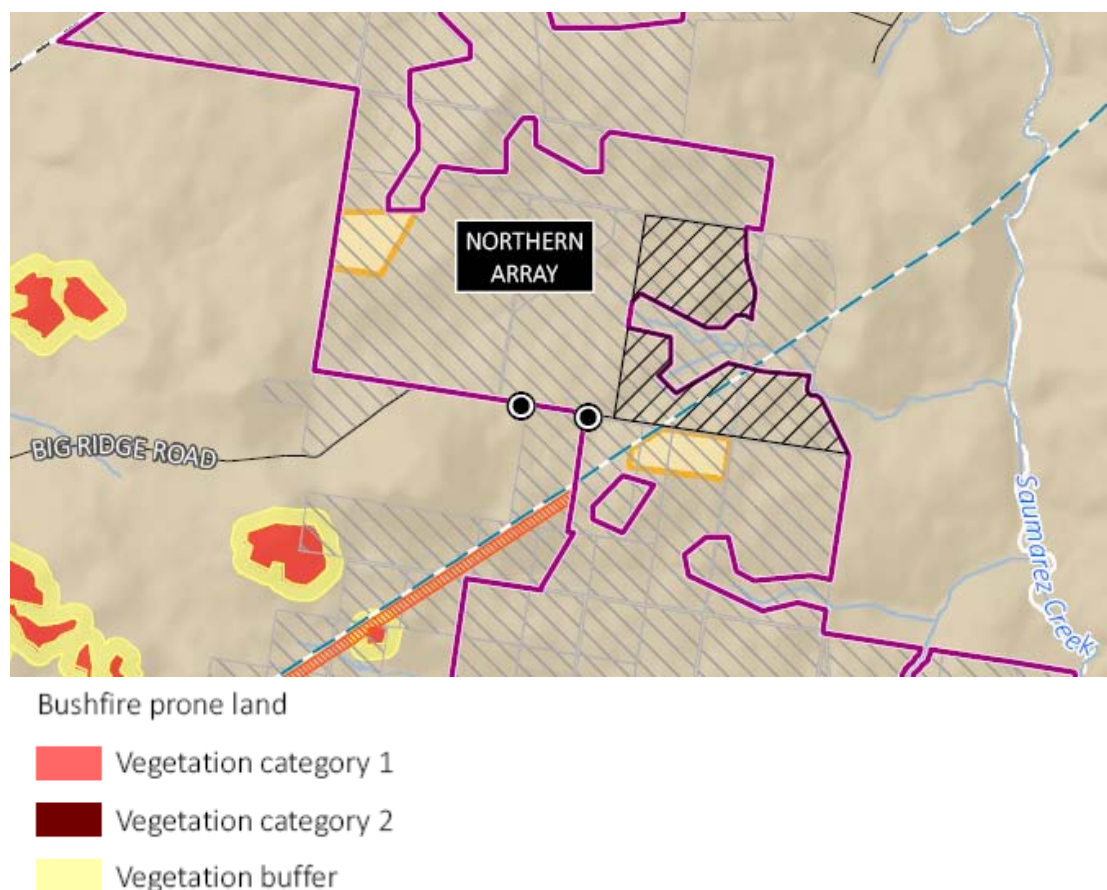 NORTHERN
ARRAY
BIG RIDGE ROAD
Saumarez Creek
Bushfire prone land
Vegetation category 1
Vegetation category 2
Vegetation buffer